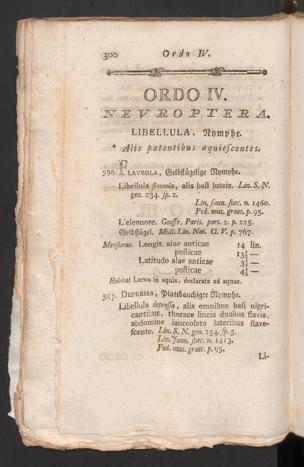 300 Ordo IV.
ORDO IV.
NEVROPTERA.
LIBELLULA, Nymphe.
* Alis patentibus aquiescentes.
596. FLAVEOLA, Gelbflügelige Nymphe.
Libellula flaveola, alis basi luteis. Lin. S. N.
gen. 234. sp. 2.
Lin. faun. suec. n. 1460.
Pod. mus. graec. p. 95.
L'eleonore. Geoffr. Paris. part. 2. p. 225.
Gelbflügel. Müll. Lin. Nat. Cl. V. p. 767.
Mensurae. Longit. alae anticae 14 lin.
posticae 13½ —
Latitudo alae anticae 3½ —
posticae 4½ —
Habitat Larva in aquis, declarata ad aquas.
597. DEPRESSA, Plattbauchigte Nymphe.
Libellula depressa, alis omnibus basi nigri-
cantibus, thorace lineis duabus flavis,
abdomine lanceolato lateribus flave-
scente. Lin. S. N. gen. 234. sp. 5.
Lin. faun. suec. n. 1413.
Pod. mus. graec. p. 95.
Li-